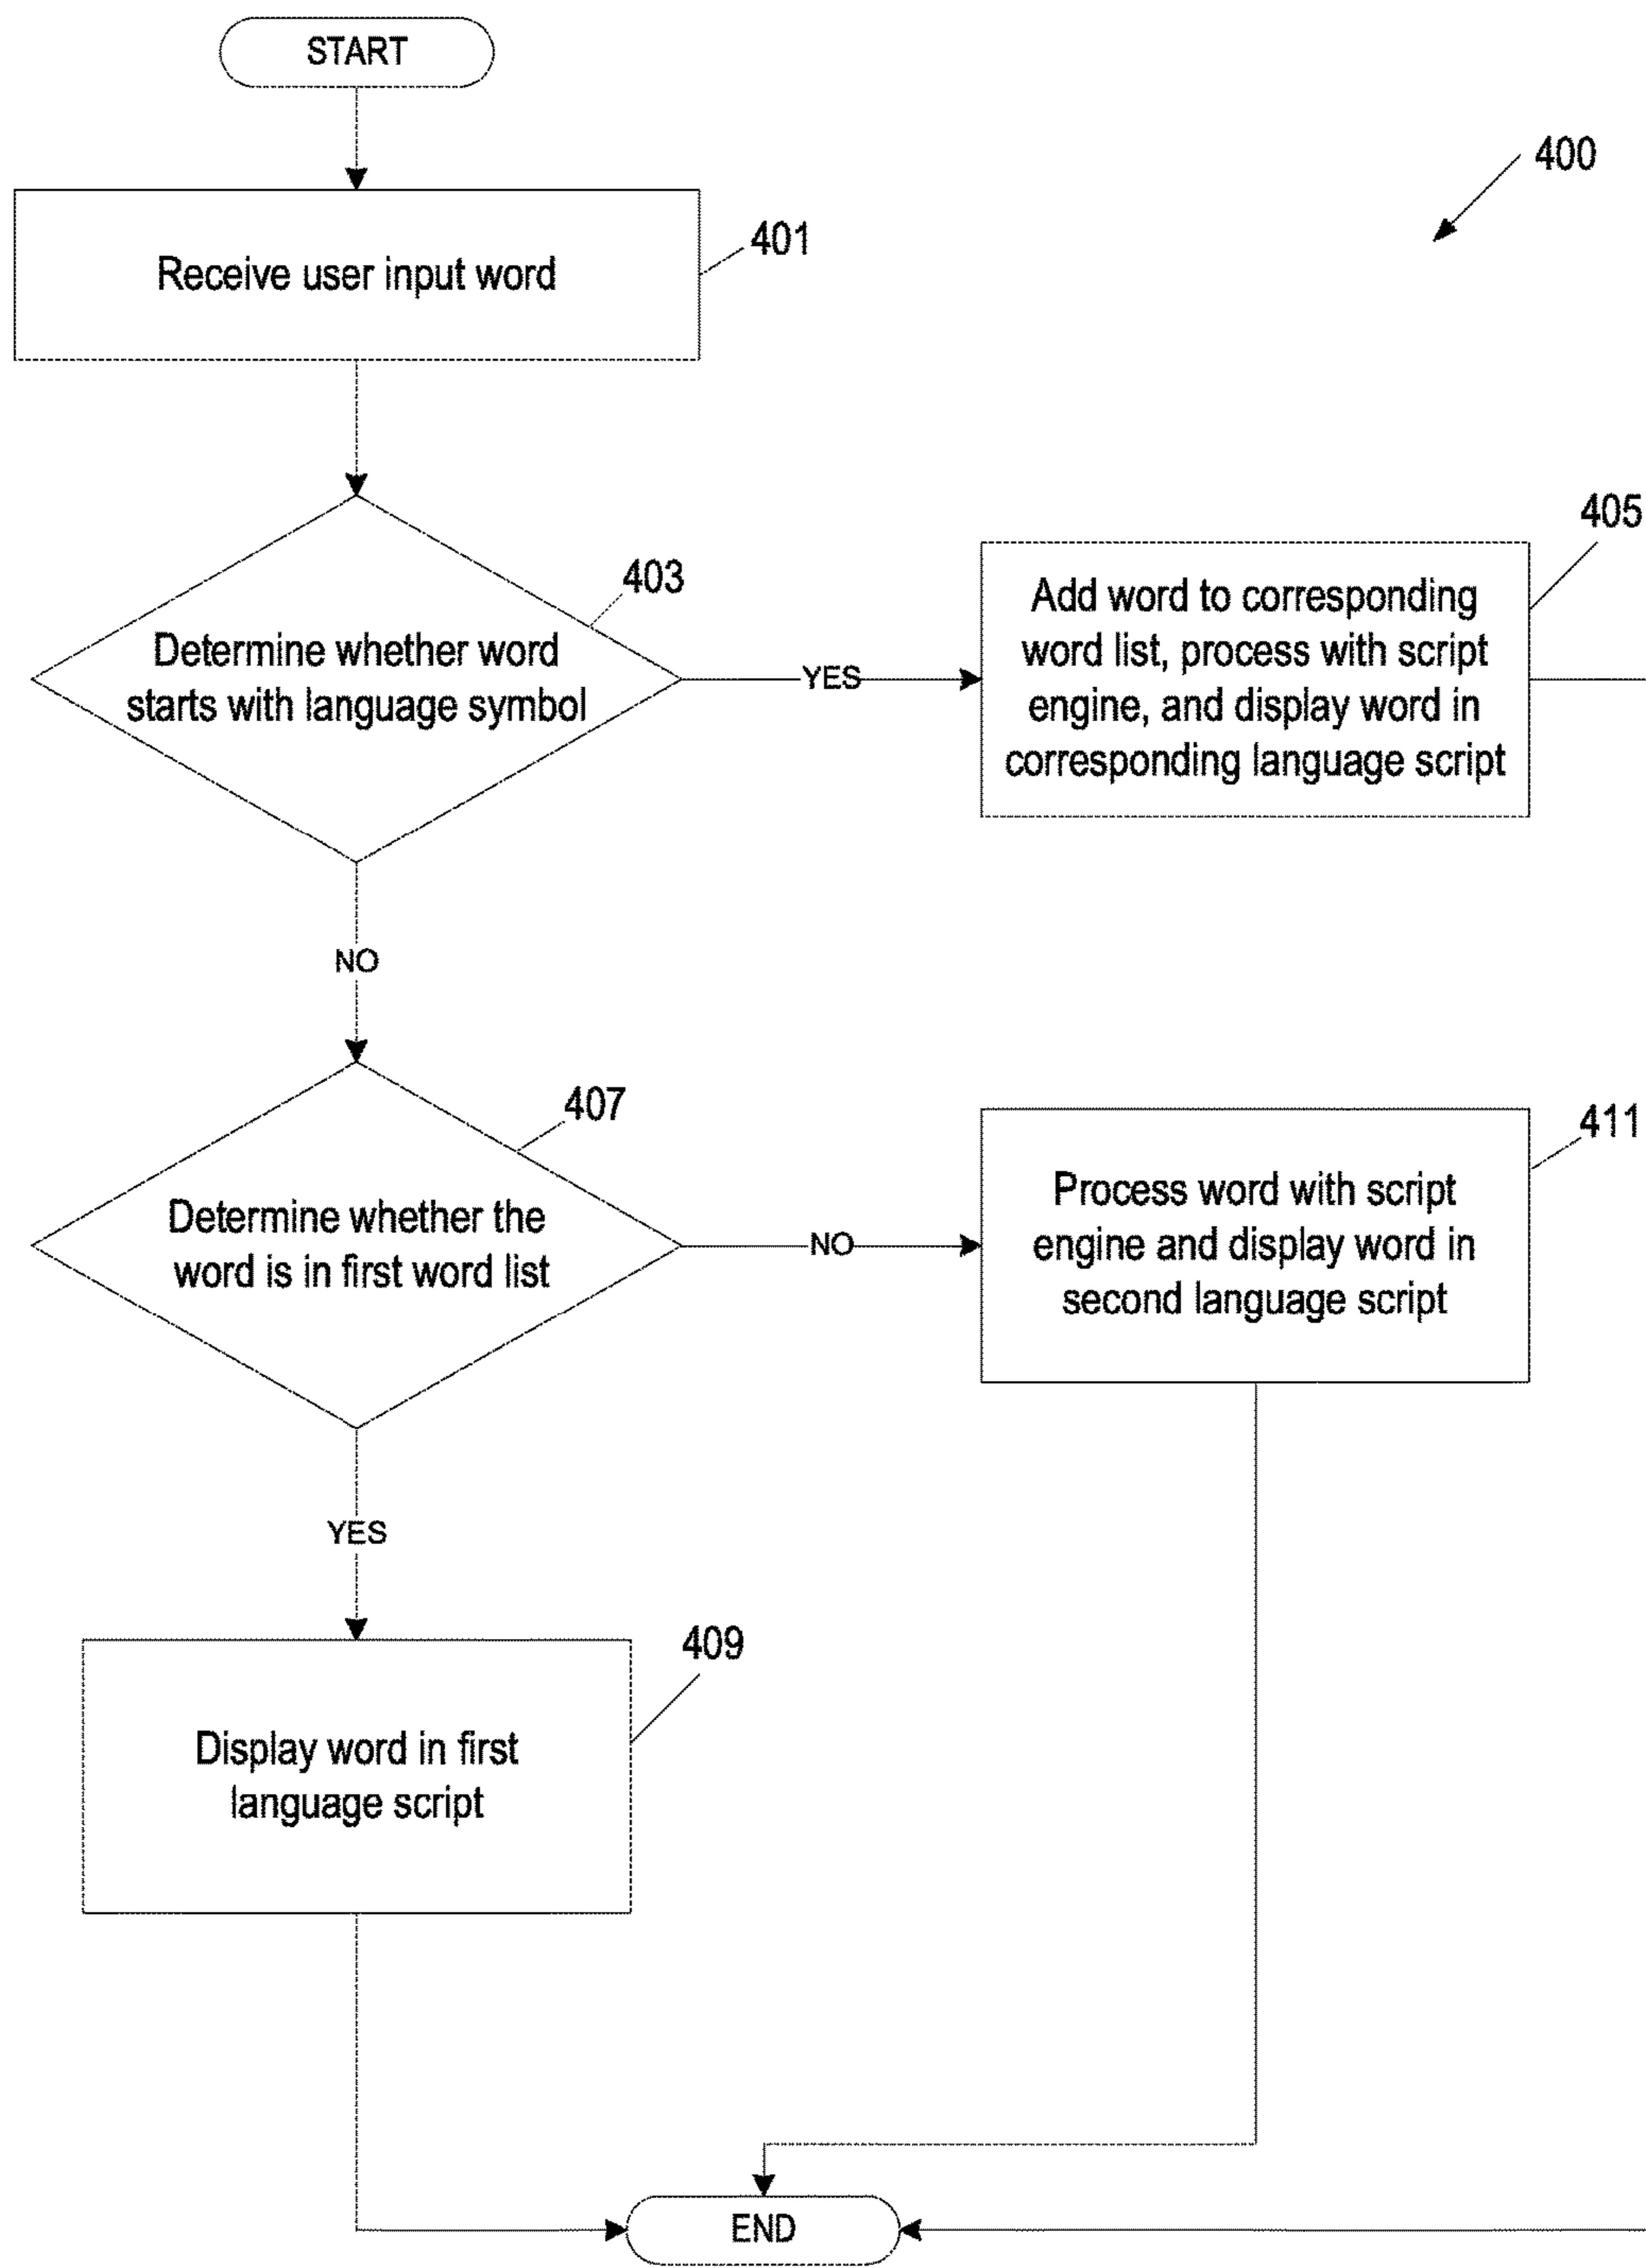 START
400
401
Receive user input word
403
Determine whether word
starts with language symbol
YES
405
Add word to corresponding
word list, process with script
engine, and display word in
corresponding language script
NO
407
Determine whether the
word is in first word list
NO
411
Process word with script
engine and display word in
second language script
YES
409
Display word in first
language script
END